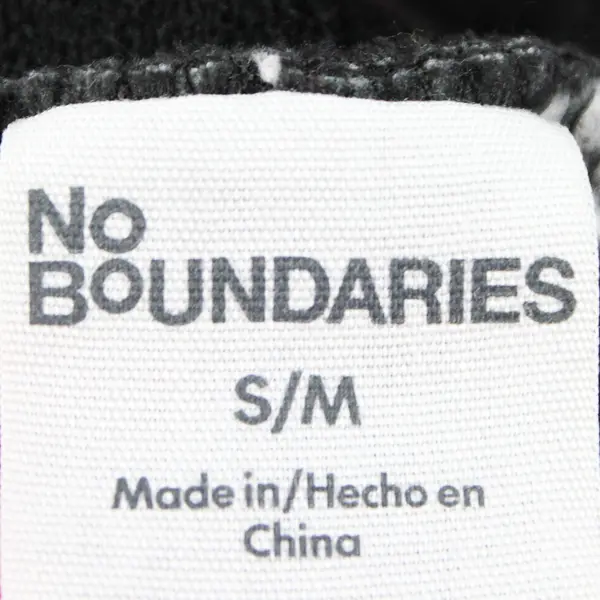 No
BoUNDARIES
S/M
Made in/Hecho en
China